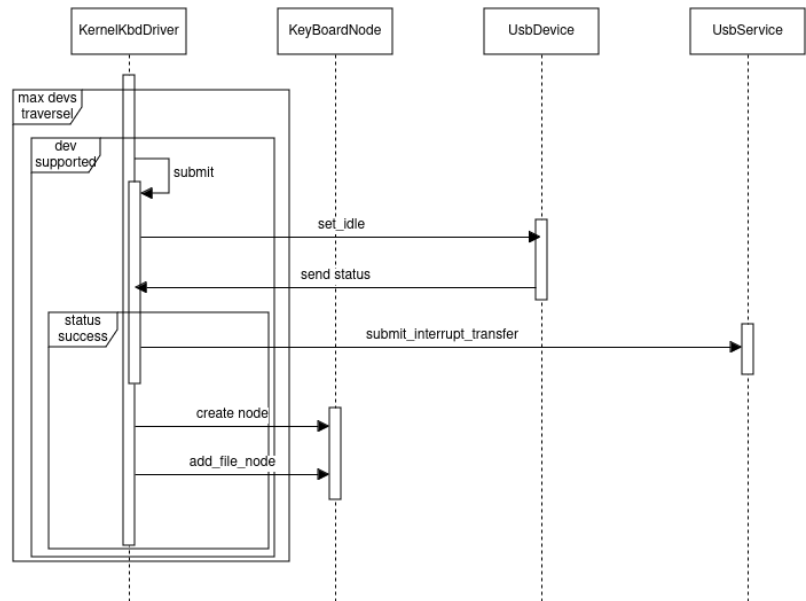 KernelKbdDriver
KeyBoardNode
UsbDevice
UsbService
max devs
traversel
dev
supported
submit
set_idle
send status
status
success
submit_interrupt_transfer
create node
add_file_node